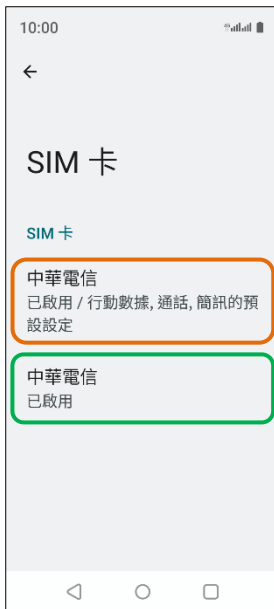 10:00
SIM 卡
SIM 卡
中華電信
已啟用 / 行動數據, 通話, 簡訊的預
設設定
中華電信
已啟用